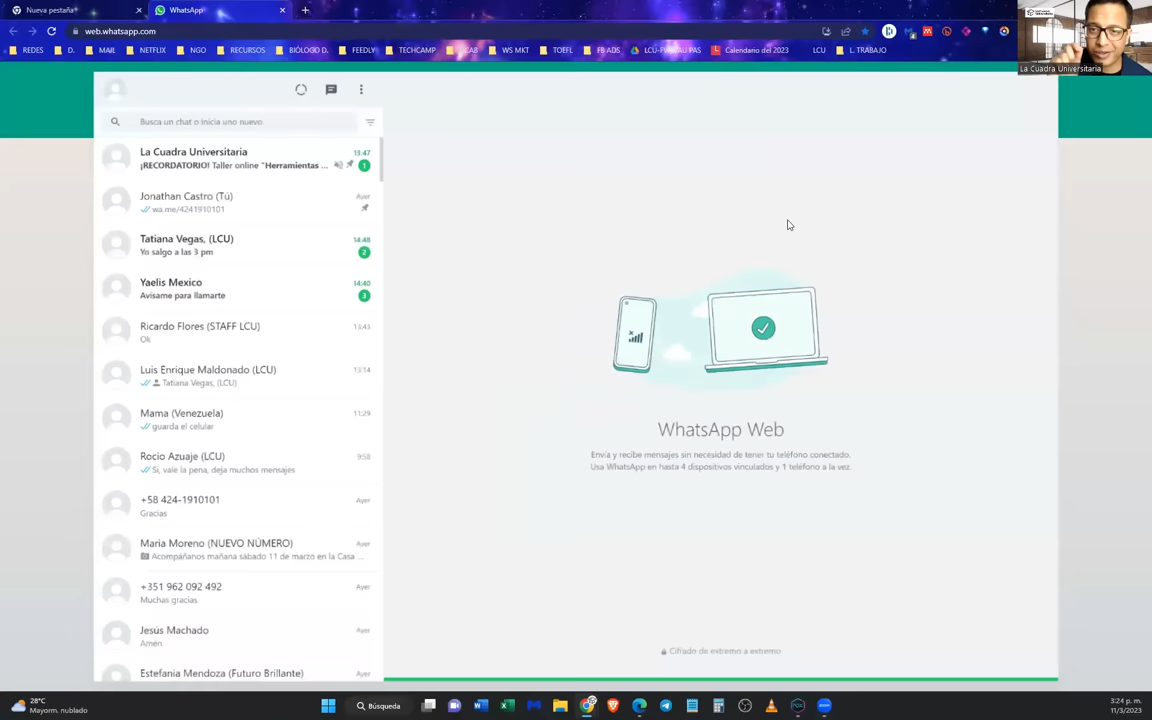 Nueva pestaña
WhatsApp
web.whatsapp.com
REDES
D.
MAIL
NETFLIX
NGO
RECURSOS
BIÓLOGO D.
FEEDLY
TECHCAMP
CAB
WS MKT
TOEFL
FB ADS
Calendario del 2023
LCU
L. TRABAJO
La Cuadra Universitaria
Busca un chat o inicia uno nuevo
La Cuadra Universitaria
13:47
¡RECORDATORIO! Taller online "Herramientas ...
1
Jonathan Castro (Tú)
Ayer
wa.me/4241910101
Tatiana Vegas, (LCU)
14:48
Yo salgo a las 3 pm
2
Yaelis Mexico
14:40
Avisame para llamarte
3
Ricardo Flores (STAFF LCU)
13:43
Ok
Luis Enrique Maldonado (LCU)
13:14
Tatiana Vegas, (LCU)
Mama (Venezuela)
11:29
guarda el celular
Rocio Azuaje (LCU)
9:58
Si, vale la pena, deja muchos mensajes
+58 424-1910101
Ayer
Gracias
Maria Moreno (NUEVO NÚMERO)
Ayer
Acompáñanos mañana sábado 11 de marzo en la Casa ...
+351 962 092 492
Ayer
Muchas gracias
Jesús Machado
Ayer
Amén
Estefania Mendoza (Futuro Brillante)
Ayer
WhatsApp Web
Envía y recibe mensajes sin necesidad de tener tu teléfono conectado.
Usa WhatsApp en hasta 4 dispositivos vinculados y 1 teléfono a la vez.
Cifrado de extremo a extremo
28°C
Mayorm. nublado
Búsqueda
3:24 p. m.
11/3/2023